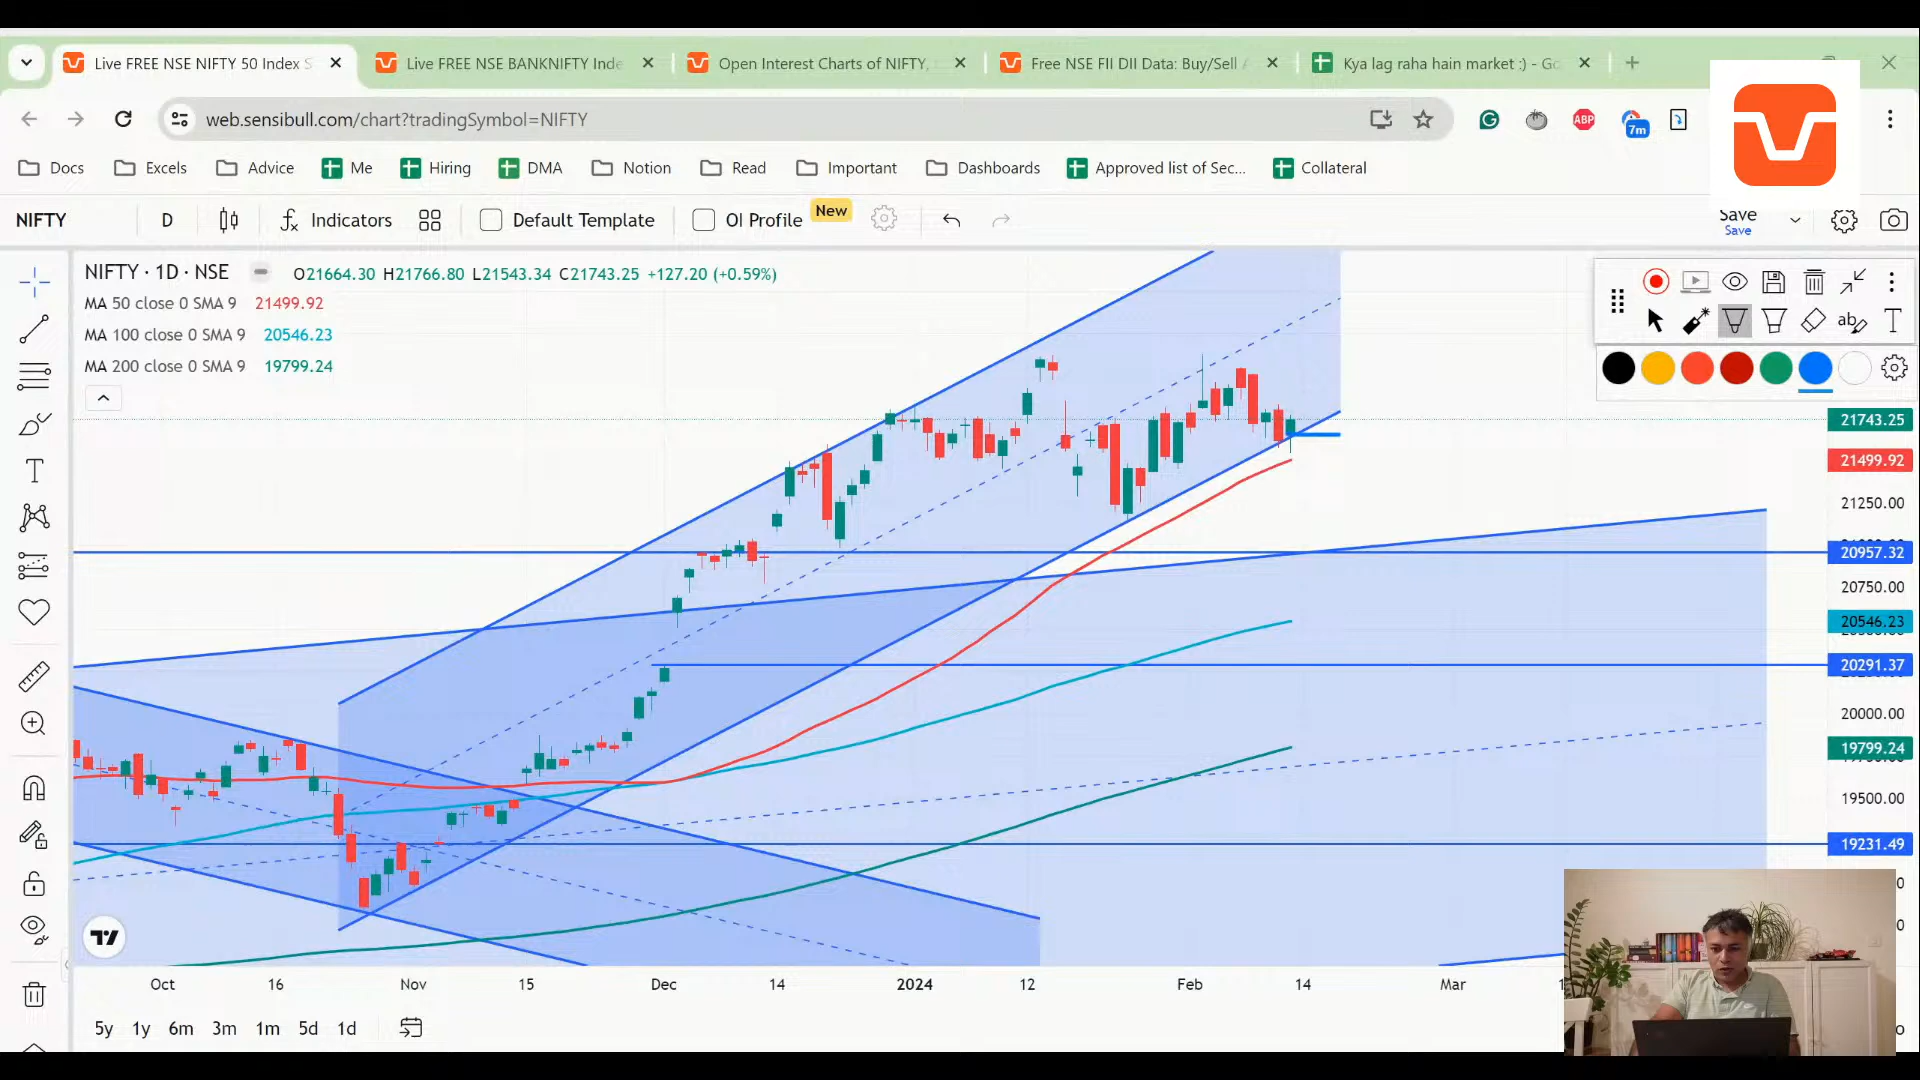 Live FREE NSE NIFTY 50 Index S
Live FREE NSE BANKNIFTY Inde
Open Interest Charts of NIFTY,
Free NSE FII DII Data: Buy/Sell
Kya lag raha hain market :) - Go
web.sensibull.com/chart?tradingSymbol=NIFTY
ABP
7m
Docs
Excels
Advice
Me
Hiring
DMA
Notion
Read
Important
Dashboards
Approved list of Sec...
Collateral
NIFTY
D
fx Indicators
Default Template
OI Profile
New
Save
Save
NIFTY · 1D · NSE
O21664.30 H21766.80 L21543.34 C21743.25 +127.20 (+0.59%)
MA 50 close 0 SMA 9 21499.92
MA 100 close 0 SMA 9 20546.23
MA 200 close 0 SMA 9 19799.24
21743.25
21499.92
21250.00
20957.32
20750.00
20546.23
20291.37
20000.00
19799.24
19500.00
19231.49
Oct
16
Nov
15
Dec
14
2024
12
Feb
14
Mar
5y
1y
6m
3m
1m
5d
1d